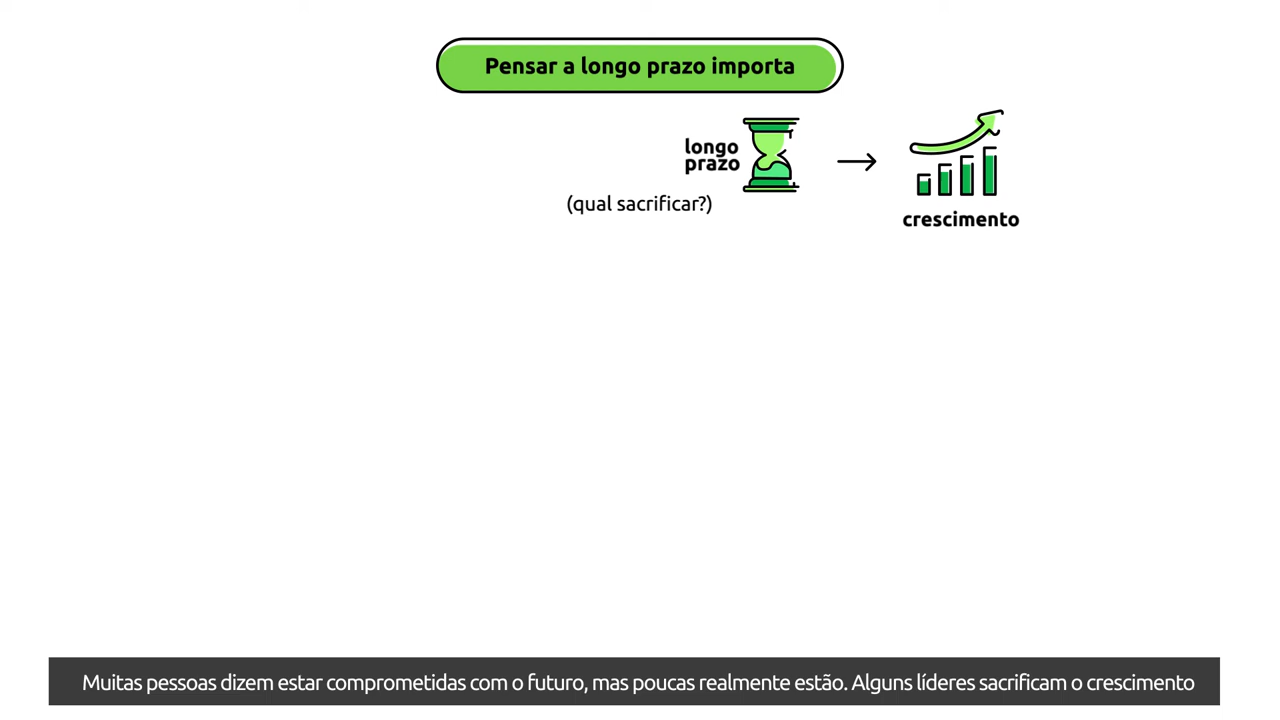 Pensar a longo prazo importa
longo
prazo
(qual sacrificar?)
crescimento
Muitas pessoas dizem estar comprometidas com o futuro, mas poucas realmente estão. Alguns líderes sacrificam o crescimento